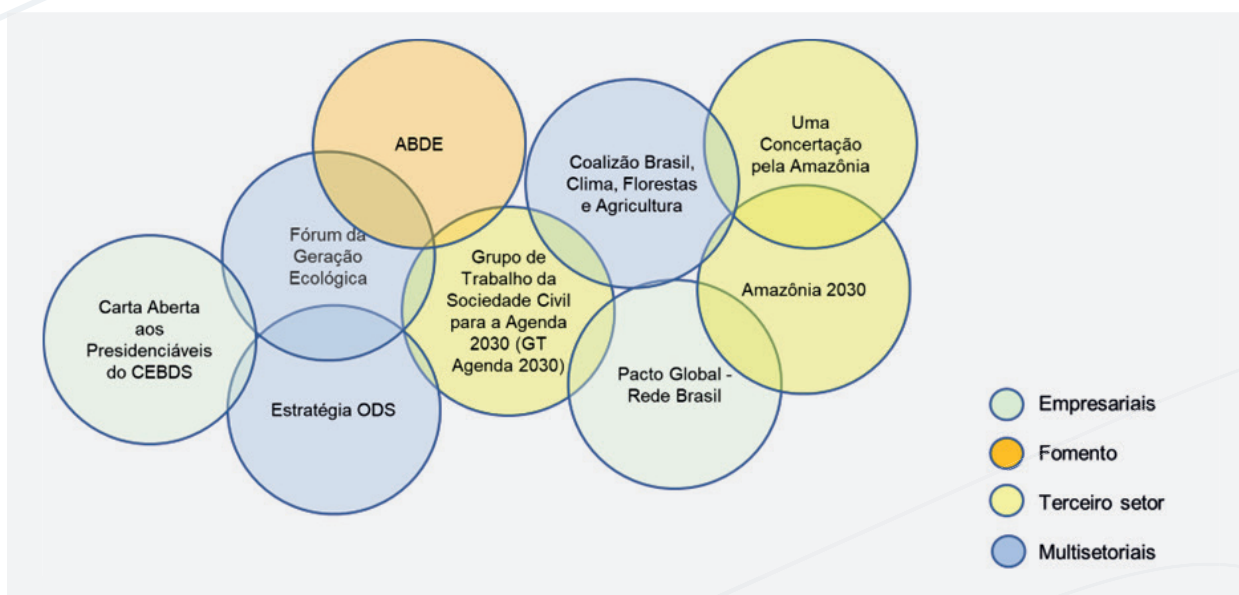 ABDE
Uma
Concertação
pela Amazônia
Coalizão Brasil,
Clima, Florestas
e Agricultura
Fórum da
Geração
Ecológica
Grupo de
Trabalho da
Sociedade Civil
para a Agenda
2030 (GT
Agenda 2030)
Amazônia 2030
Carta Aberta
aos
Presidenciáveis
do CEBDS
Pacto Global -
Rede Brasil
Estratégia ODS
Empresariais
Fomento
Terceiro setor
Multisetoriais